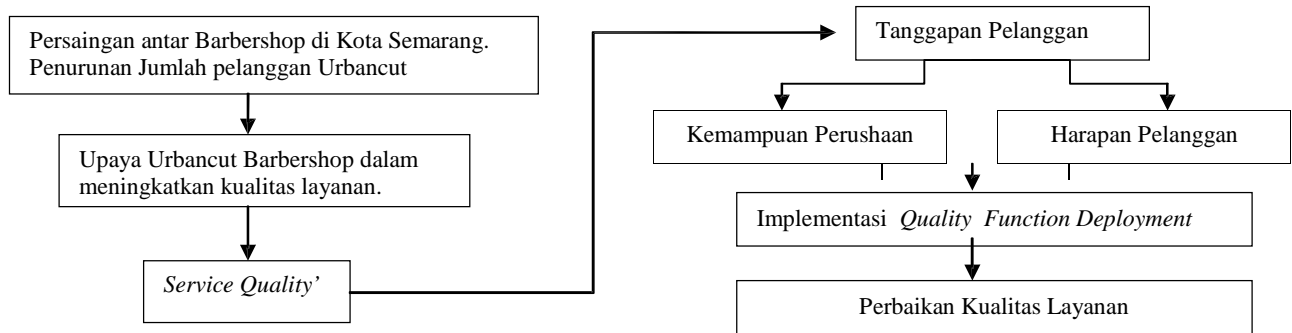 Persaingan antar Barbershop di Kota Semarang.
Penurunan Jumlah pelanggan Urbancut
Upaya Urbancut Barbershop dalam
meningkatkan kualitas layanan.
Service Quality’
Tanggapan Pelanggan
Kemampuan Perushaan
Harapan Pelanggan
Implementasi Quality Function Deployment
Perbaikan Kualitas Layanan